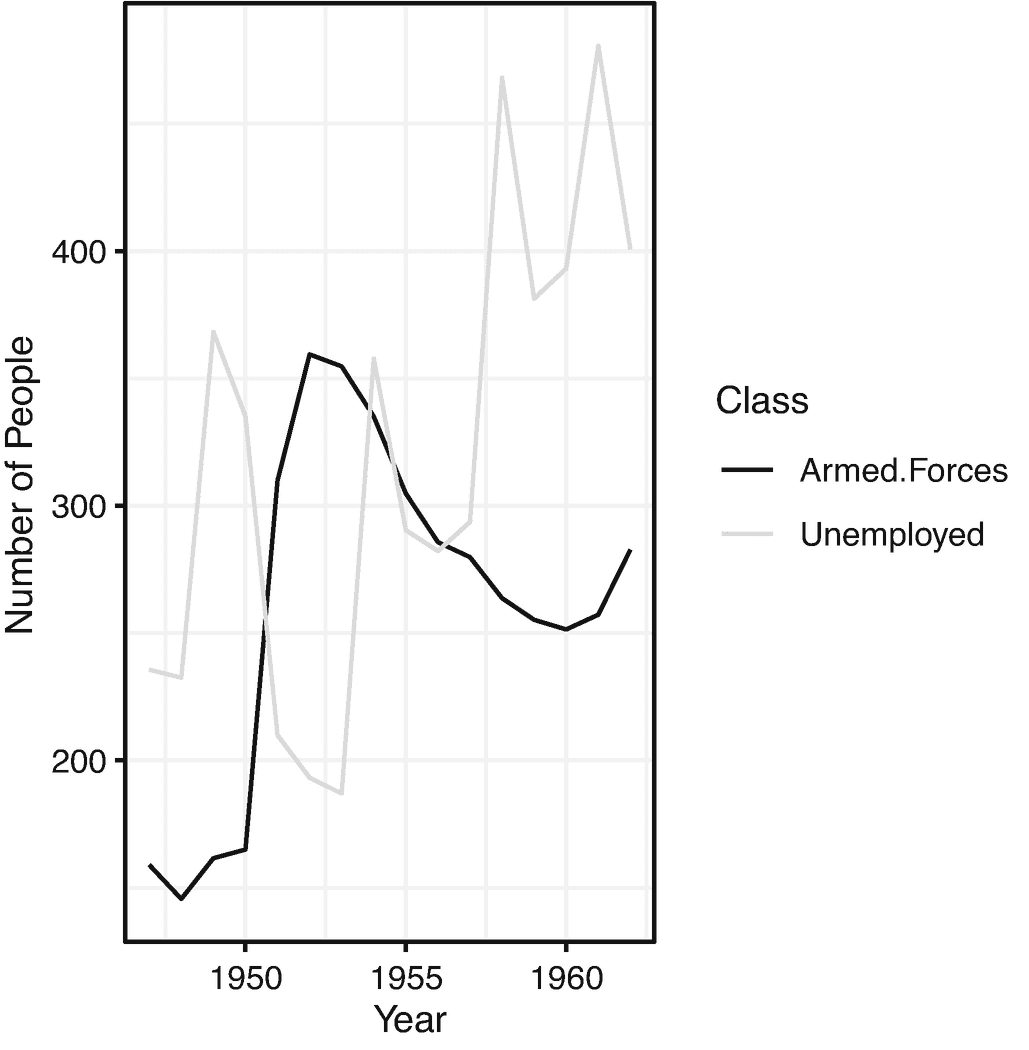 400
300
200
Number of People
1950 1955 1960
Year
Class
Armed.Forces
Unemployed